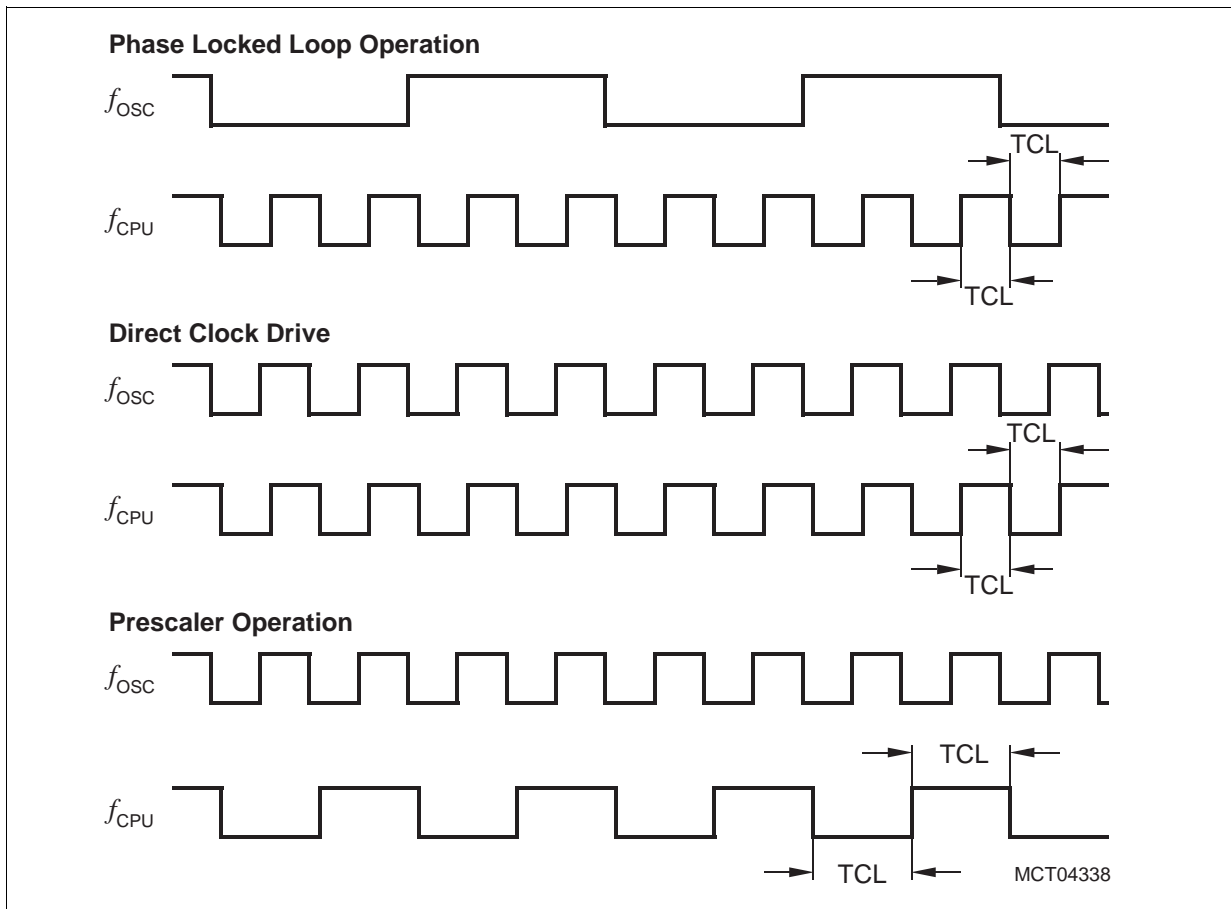 Phase Locked Loop Operation
fOSC
TCL
fCPU
TCL
Direct Clock Drive
fOSC
TCL
fCPU
TCL
Prescaler Operation
fOSC
TCL
fCPU
TCL
MCT04338